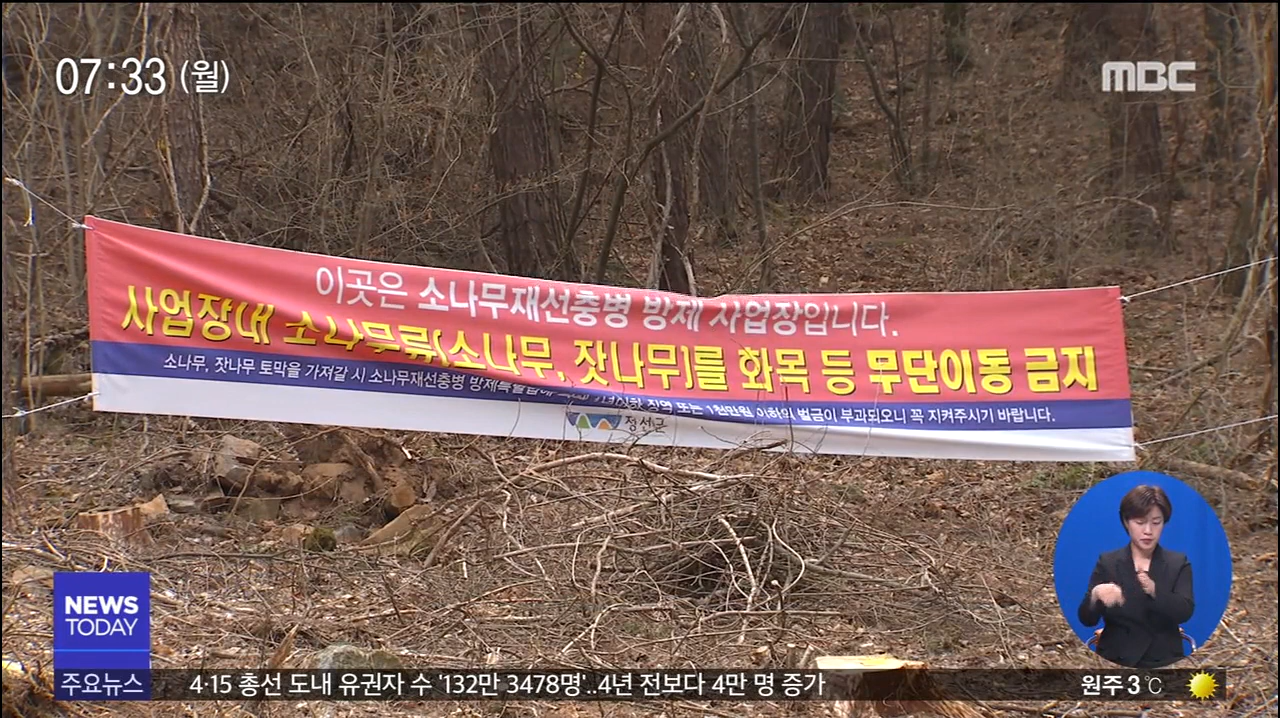 07:33 (월)
MBC
이곳은 소나무재선충병 방제 사업장입니다.
사업장내 소나무류(소나무, 잣나무)를 화목 등 무단이동 금지
소나무, 잣나무 토막을 가져갈 시 소나무재선충병 방제특별법에 징역 또는 1천만원 이하의 벌금이 부과되오니 꼭 지켜주시기 바랍니다.
정선군
NEWS
TODAY
주요뉴스
4·15 총선 도내 유권자 수 '132만 3478명'..4년 전보다 4만 명 증가
원주 3℃